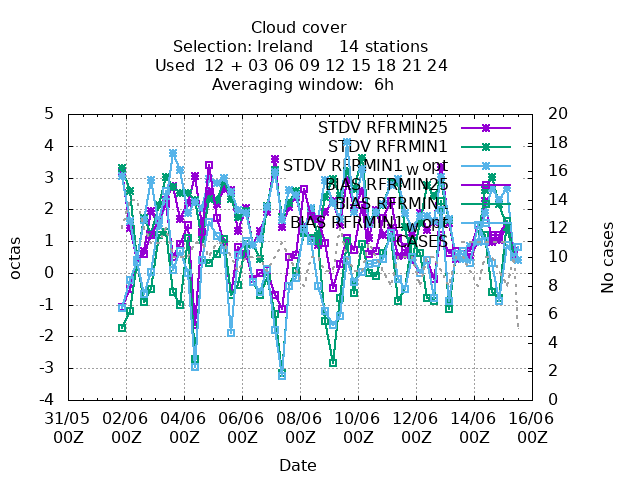 Cloud cover
Selection: Ireland 14 stations
Used 12 + 03 06 09 12 15 18 21 24
Averaging window: 6h
5 20
4 18
3 16
2 14
1 12
0 10
-1 8
-2 6
-3 4
-4 2
0
octas
No cases
STDV RFRMIN25
STDV RFRMIN1
STDV RFRMIN1_W opt
BIAS RFRMIN25
BIAS RFRMIN1
BIAS RFRMIN1_W opt
CASES
31/05 02/06 04/06 06/06 08/06 10/06 12/06 14/06 16/06
00Z 00Z 00Z 00Z 00Z 00Z 00Z 00Z 00Z
Date